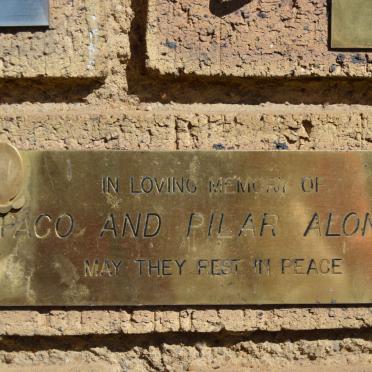 IN LOVING MEMORY OF
PACO AND PILAR ALON
MAY THEY REST IN PEACE